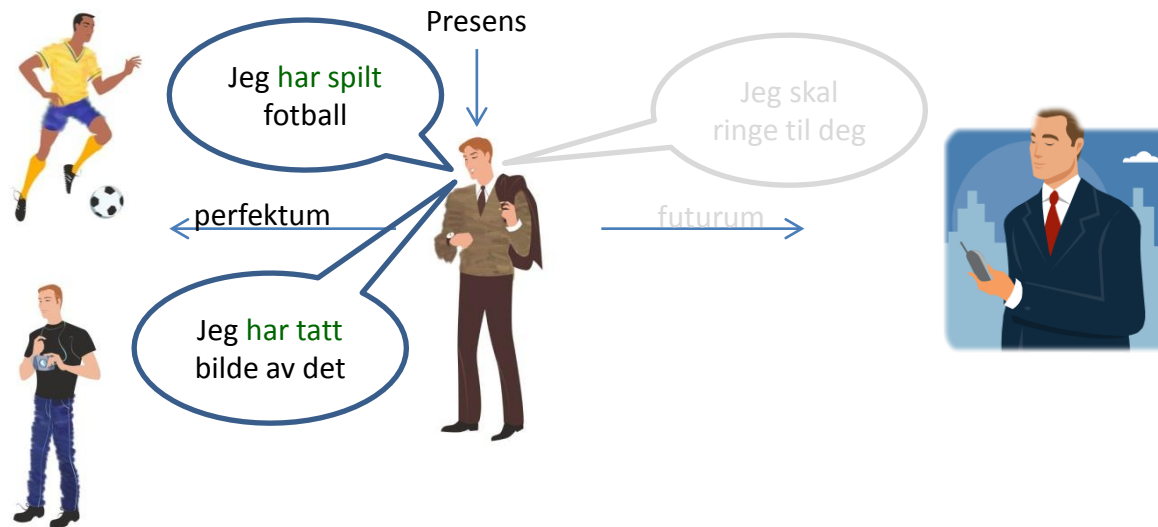 Presens
Jeg har spilt
fotball
Jeg skal
ringe til deg
perfektum
futurum
Jeg har tatt
bilde av det